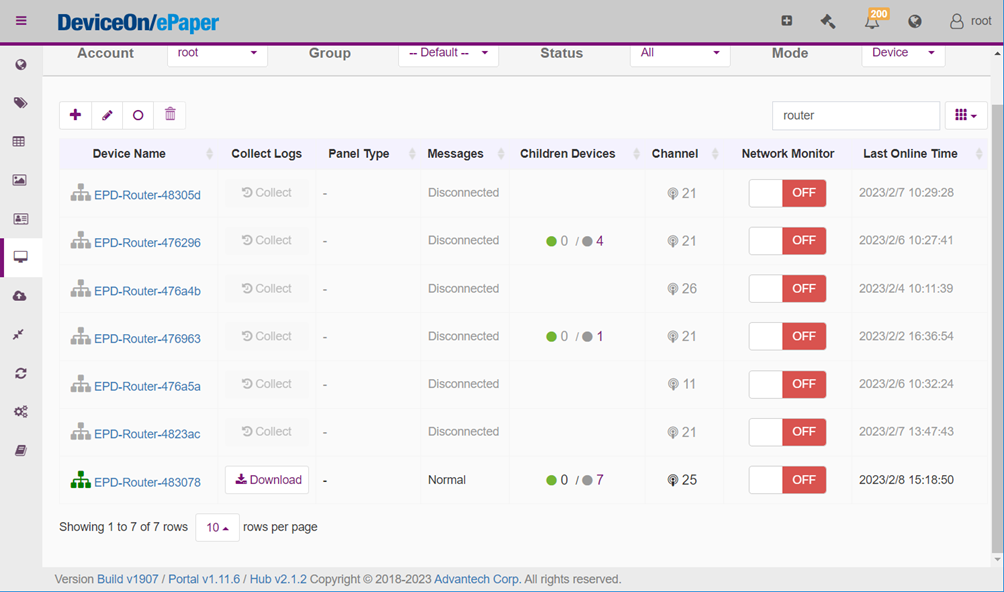 DeviceOn/ePaper 200 root
Account root Group -- Default -- Status All Mode Device
router
Device Name Collect Logs Panel Type Messages Children Devices Channel Network Monitor Last Online Time
EPD-Router-48305d Collect - Disconnected 21 OFF 2023/2/7 10:29:28
EPD-Router-476296 Collect - Disconnected 0 / 4 21 OFF 2023/2/6 10:27:41
EPD-Router-476a4b Collect - Disconnected 26 OFF 2023/2/4 10:11:39
EPD-Router-476963 Collect - Disconnected 0 / 1 21 OFF 2023/2/2 16:36:54
EPD-Router-476a5a Collect - Disconnected 11 OFF 2023/2/6 10:32:24
EPD-Router-4823ac Collect - Disconnected 21 OFF 2023/2/7 13:47:43
EPD-Router-483078 Download - Normal 0 / 7 25 OFF 2023/2/8 15:18:50
Showing 1 to 7 of 7 rows 10 rows per page
Version Build v1907 / Portal v1.11.6 / Hub v2.1.2 Copyright © 2018-2023 Advantech Corp. All rights reserved.